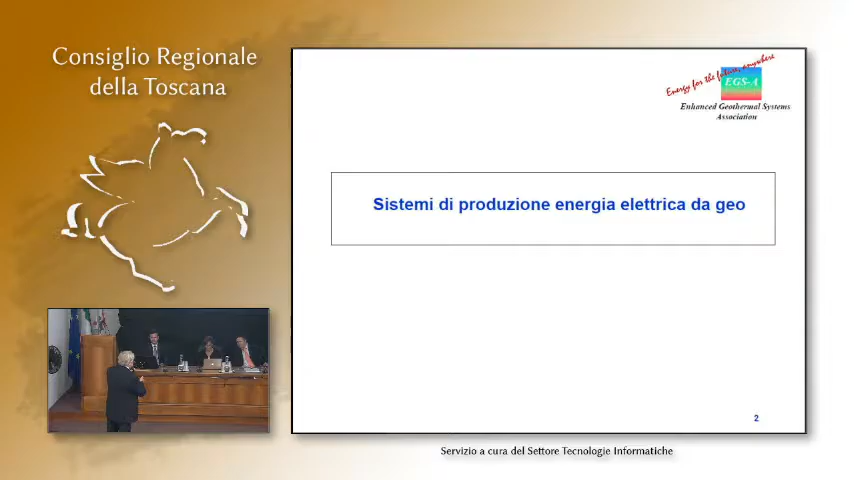 Consiglio Regionale
della Toscana
Energy for the future, anywhere
EGS-A
Enhanced Geothermal Systems
Association
Sistemi di produzione energia elettrica da geo
2
Servizio a cura del Settore Tecnologie Informatiche